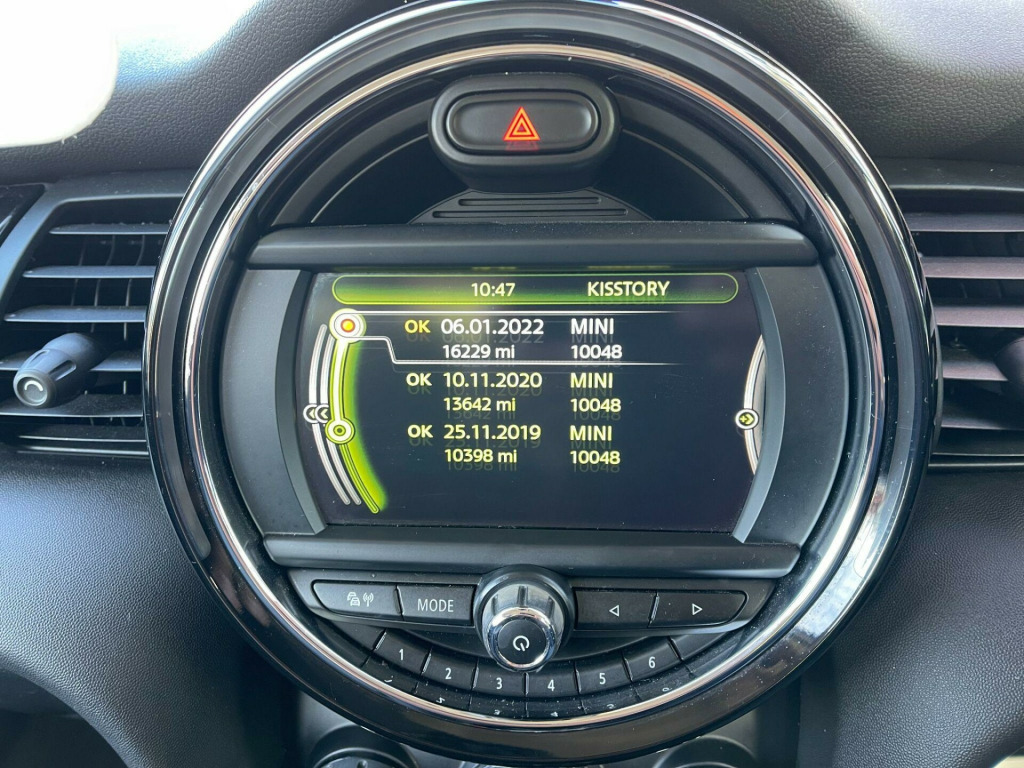 10:47 KISSTORY
OK 06.01.2022 MINI
16229 mi 10048
OK 10.11.2020 MINI
13642 mi 10048
OK 25.11.2019 MINI
10398 mi 10048
MODE
1 2 3 4 5 6